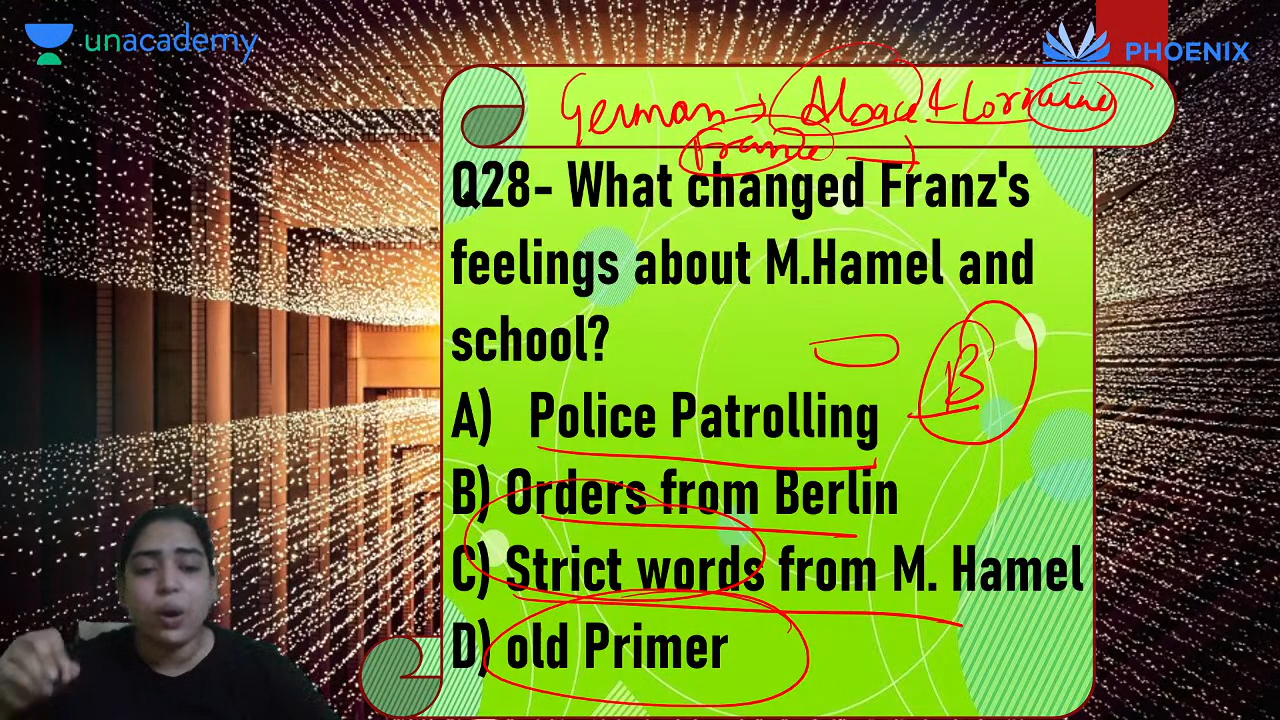 unacademy
PHOENIX
German → Alsace & Lorraine
France →
Q28- What changed Franz's
feelings about M.Hamel and
school?
B
A) Police Patrolling
B) Orders from Berlin
C) Strict words from M. Hamel
D) old Primer